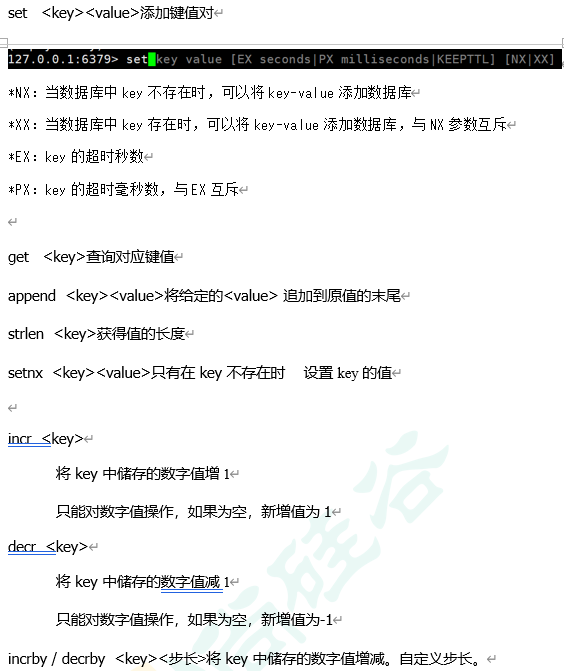 set <key><value>添加键值对
127.0.0.1:6379> set key value [EX seconds|PX milliseconds|KEEPTTL] [NX|XX]
*NX：当数据库中 key 不存在时，可以将 key-value 添加数据库
*XX：当数据库中 key 存在时，可以将 key-value 添加数据库，与 NX 参数互斥
*EX：key 的超时秒数
*PX：key 的超时毫秒数，与 EX 互斥
get <key>查询对应键值
append <key><value>将给定的<value> 追加到原值的末尾
strlen <key>获得值的长度
setnx <key><value>只有在 key 不存在时 设置 key 的值
incr <key>
将 key 中储存的数字值增 1
只能对数字值操作，如果为空，新增值为 1
decr <key>
将 key 中储存的数字值减 1
只能对数字值操作，如果为空，新增值为-1
incrby / decrby <key><步长>将 key 中储存的数字值增减。自定义步长。
硅谷